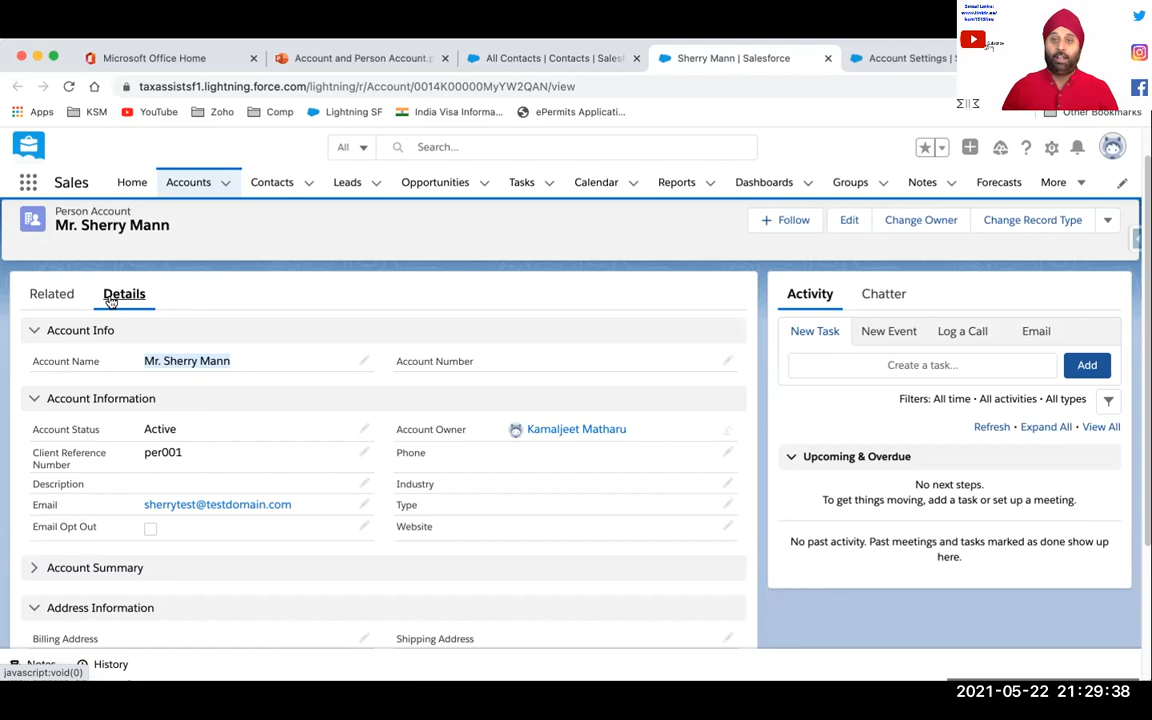 Social Links:
Microsoft Office Home
Account and Person Account.p
All Contacts | Contacts | Salesf
Sherry Mann | Salesforce
Account Settings | S
taxassistsf1.lightning.force.com/lightning/r/Account/0014K00000MyYW2QAN/view
Apps
KSM
YouTube
Zoho
Comp
Lightning SF
India Visa Informa...
ePermits Applicati...
Other Bookmarks
All
Search...
Sales
Home
Accounts
Contacts
Leads
Opportunities
Tasks
Calendar
Reports
Dashboards
Groups
Notes
Forecasts
More
Person Account
Mr. Sherry Mann
+ Follow
Edit
Change Owner
Change Record Type
Related
Details
Account Info
Account Name
Mr. Sherry Mann
Account Number
Account Information
Account Status
Active
Account Owner
Kamaljeet Matharu
Client Reference
Number
per001
Phone
Description
Industry
Email
sherrytest@testdomain.com
Type
Email Opt Out
Website
Account Summary
Address Information
Billing Address
Shipping Address
Activity
Chatter
New Task
New Event
Log a Call
Email
Create a task...
Add
Filters: All time • All activities • All types
Refresh • Expand All • View All
Upcoming & Overdue
No next steps.
To get things moving, add a task or set up a meeting.
No past activity. Past meetings and tasks marked as done show up
here.
Notes
History
javascript:void(0)
2021-05-22 21:29:38